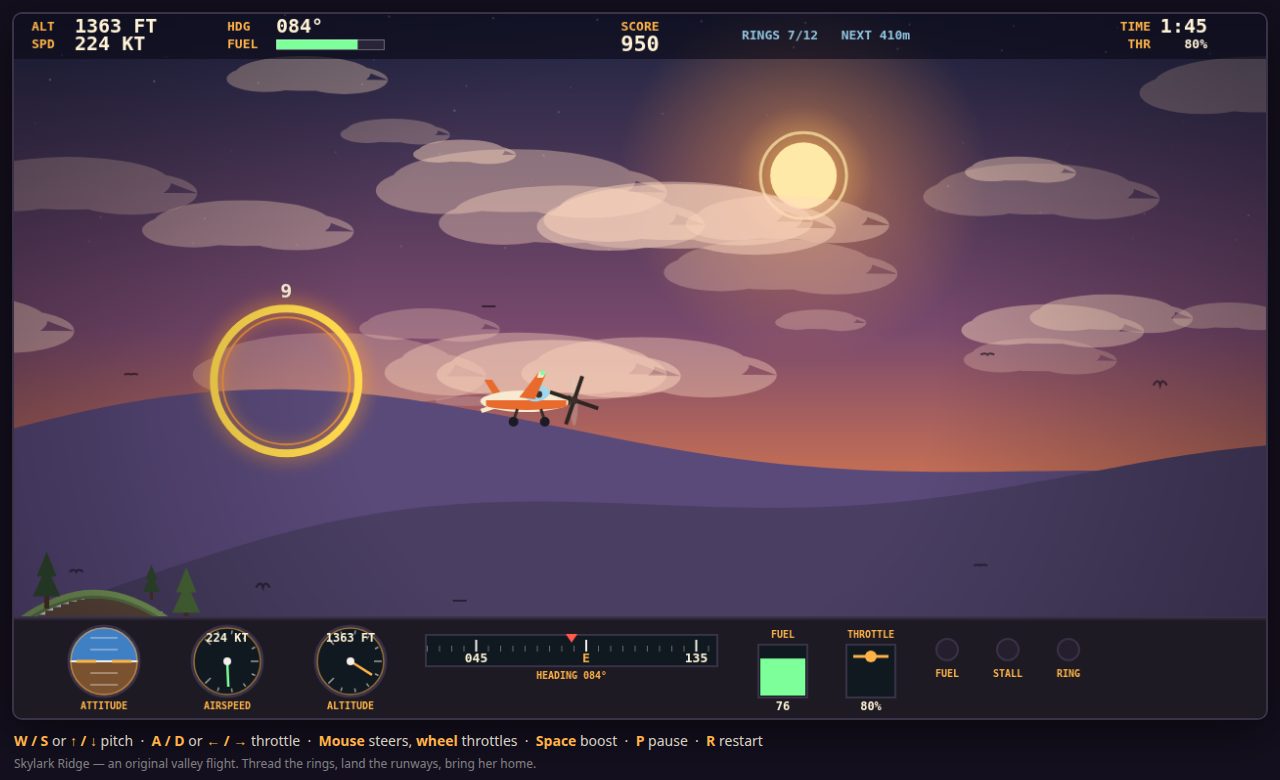 ALT 1363 FT HDG 084° SCORE TIME 1:45
SPD 224 KT FUEL 950 RINGS 7/12 NEXT 410m THR 80%
9
224 KT 1363 FT FUEL THROTTLE
045 E 135
ATTITUDE AIRSPEED ALTITUDE HEADING 084° 76 80% FUEL STALL RING
W / S or ↑ / ↓ pitch · A / D or ← / → throttle · Mouse steers, wheel throttles · Space boost · P pause · R restart
Skylark Ridge — an original valley flight. Thread the rings, land the runways, bring her home.